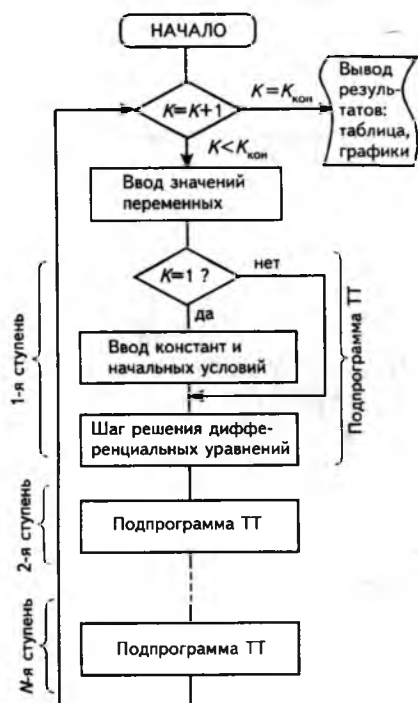 НАЧАЛО
K=K+1
K=Kкон
Вывод
резуль-
татов:
таблица,
графики
K<Kкон
Ввод значений
переменных
K=1 ?
нет
да
Ввод констант и
начальных условий
Шаг решения диффе-
ренциальных уравнений
1-я ступень
Подпрограмма ТТ
2-я ступень
Подпрограмма ТТ
N-я ступень
Подпрограмма ТТ